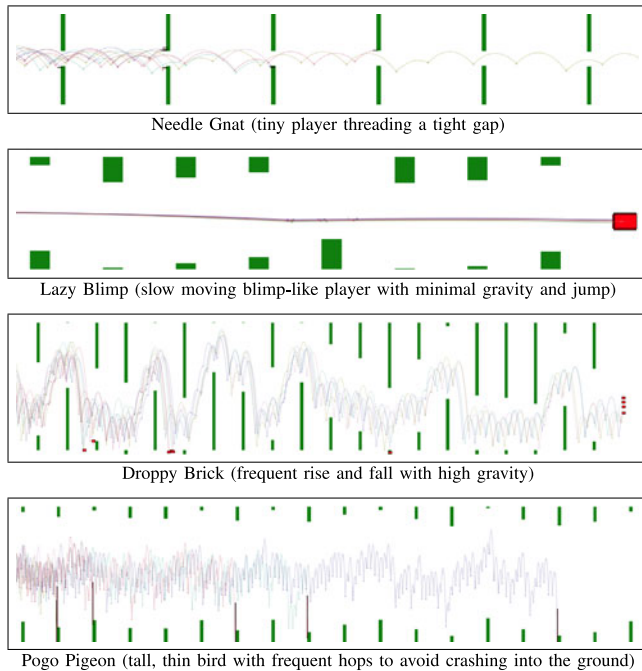 Needle Gnat (tiny player threading a tight gap)
Lazy Blimp (slow moving blimp-like player with minimal gravity and jump)
Droppy Brick (frequent rise and fall with high gravity)
Pogo Pigeon (tall, thin bird with frequent hops to avoid crashing into the ground)